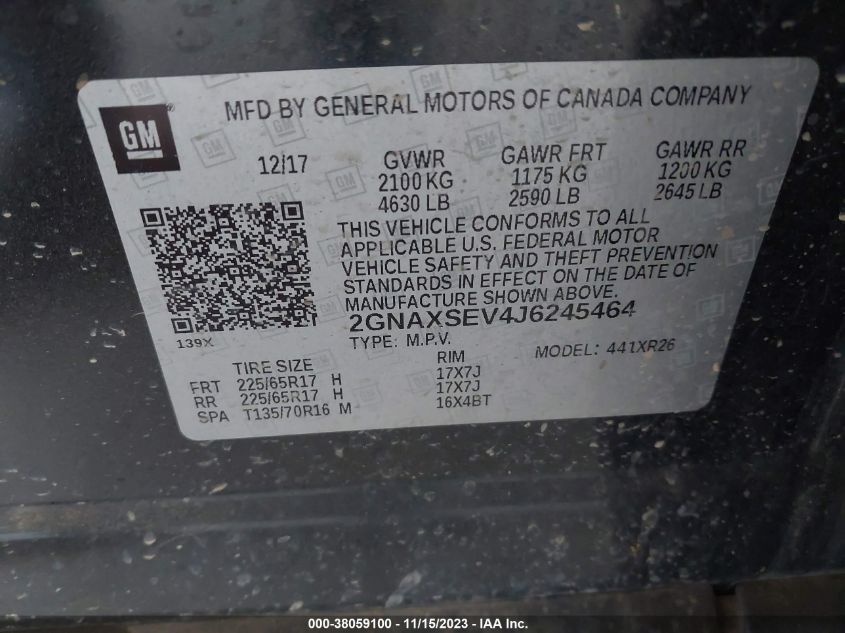 GM
MFD BY GENERAL MOTORS OF CANADA COMPANY
12/17 GVWR GAWR FRT GAWR RR
2100 KG 1175 KG 1200 KG
4630 LB 2590 LB 2645 LB
THIS VEHICLE CONFORMS TO ALL
APPLICABLE U.S. FEDERAL MOTOR
VEHICLE SAFETY AND THEFT PREVENTION
STANDARDS IN EFFECT ON THE DATE OF
MANUFACTURE SHOWN ABOVE.
2GNAXSEV4J6245464
139X
TYPE: M.P.V. MODEL: 441XR26
TIRE SIZE RIM
FRT 225/65R17 H 17X7J
RR 225/65R17 H 17X7J
SPA T135/70R16 M 16X4BT
000-38059100 - 11/15/2023 - IAAI.com